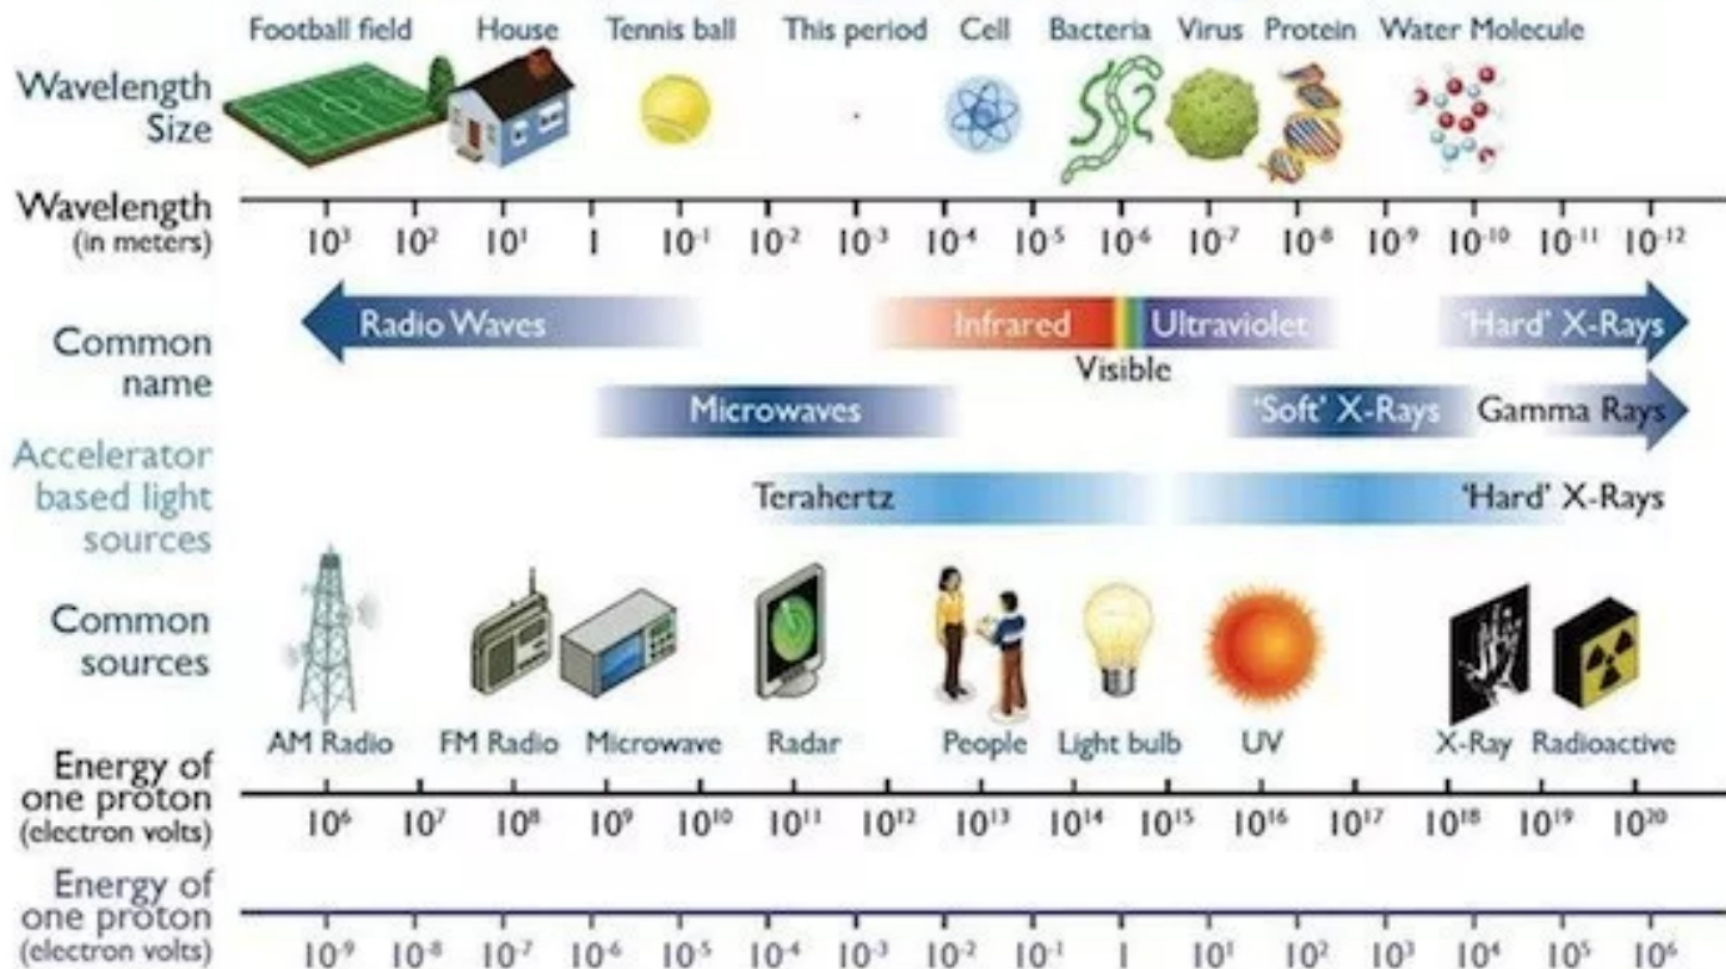 Football field House Tennis ball This period Cell Bacteria Virus Protein Water Molecule
Wavelength
Size
Wavelength
(in meters)
10³ 10² 10¹ 1 10⁻¹ 10⁻² 10⁻³ 10⁻⁴ 10⁻⁵ 10⁻⁶ 10⁻⁷ 10⁻⁸ 10⁻⁹ 10⁻¹⁰ 10⁻¹¹ 10⁻¹²
Common
name
Radio Waves Infrared Ultraviolet 'Hard' X-Rays
Visible
Microwaves 'Soft' X-Rays Gamma Rays
Accelerator
based light
sources
Terahertz 'Hard' X-Rays
Common
sources
AM Radio FM Radio Microwave Radar People Light bulb UV X-Ray Radioactive
Energy of
one proton
(electron volts)
10⁶ 10⁷ 10⁸ 10⁹ 10¹⁰ 10¹¹ 10¹² 10¹³ 10¹⁴ 10¹⁵ 10¹⁶ 10¹⁷ 10¹⁸ 10¹⁹ 10²⁰
Energy of
one proton
(electron volts)
10⁻⁹ 10⁻⁸ 10⁻⁷ 10⁻⁶ 10⁻⁵ 10⁻⁴ 10⁻³ 10⁻² 10⁻¹ 1 10¹ 10² 10³ 10⁴ 10⁵ 10⁶